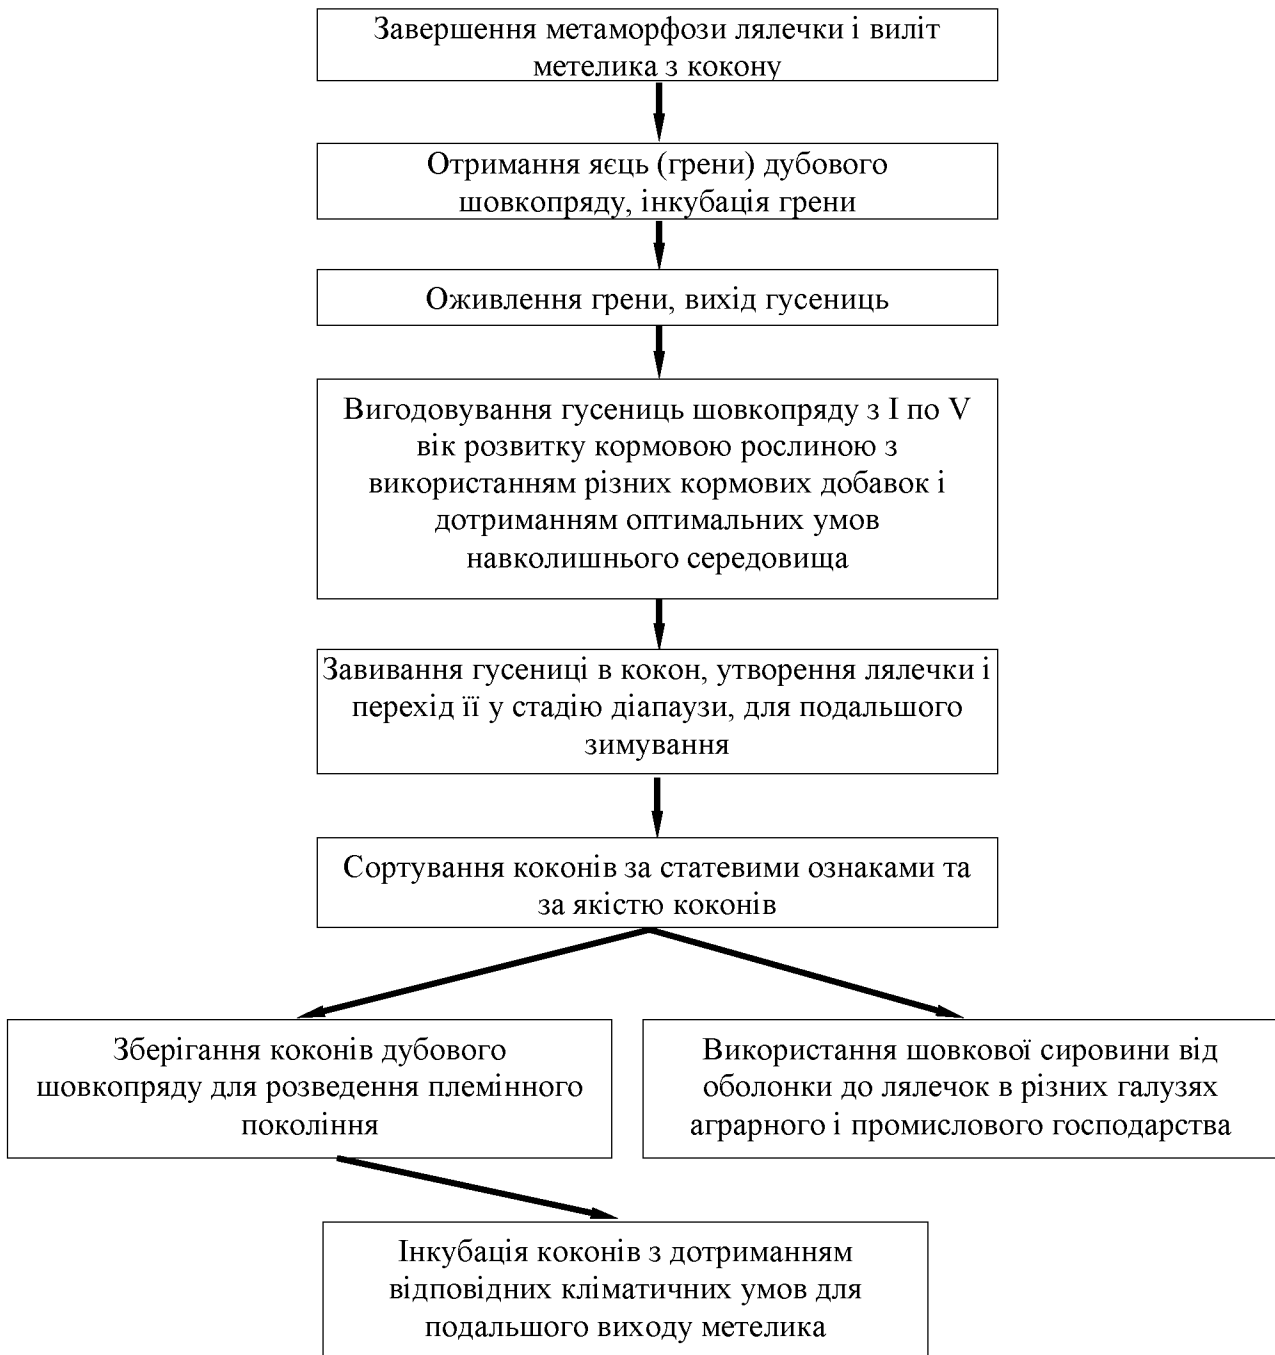 Завершення метаморфози лялечки і виліт
метелика з кокону
Отримання яєць (грени) дубового
шовкопряду, інкубація грени
Оживлення грени, вихід гусениць
Вигодовування гусениць шовкопряду з І по V
вік розвитку кормовою рослиною з
використанням різних кормових добавок і
дотриманням оптимальних умов
навколишнього середовища
Завивання гусениці в кокон, утворення лялечки і
перехід її у стадію діапаузи, для подальшого
зимування
Сортування коконів за статевими ознаками та
за якістю коконів
Зберігання коконів дубового
шовкопряду для розведення племінного
покоління
Використання шовкової сировини від
оболонки до лялечок в різних галузях
аграрного і промислового господарства
Інкубація коконів з дотриманням
відповідних кліматичних умов для
подальшого виходу метелика